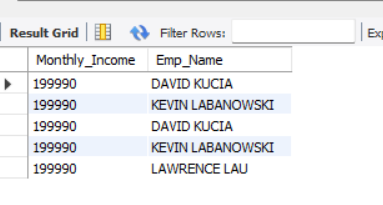 Result Grid Filter Rows: Exp
Monthly_Income Emp_Name
199990 DAVID KUCIA
199990 KEVIN LABANOWSKI
199990 DAVID KUCIA
199990 KEVIN LABANOWSKI
199990 LAWRENCE LAU